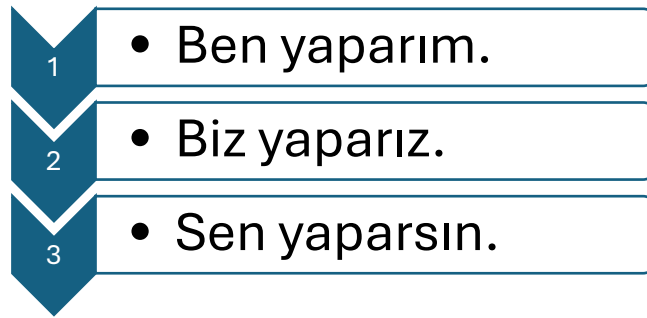 1
• Ben yaparım.
2
• Biz yaparız.
3
• Sen yaparsın.